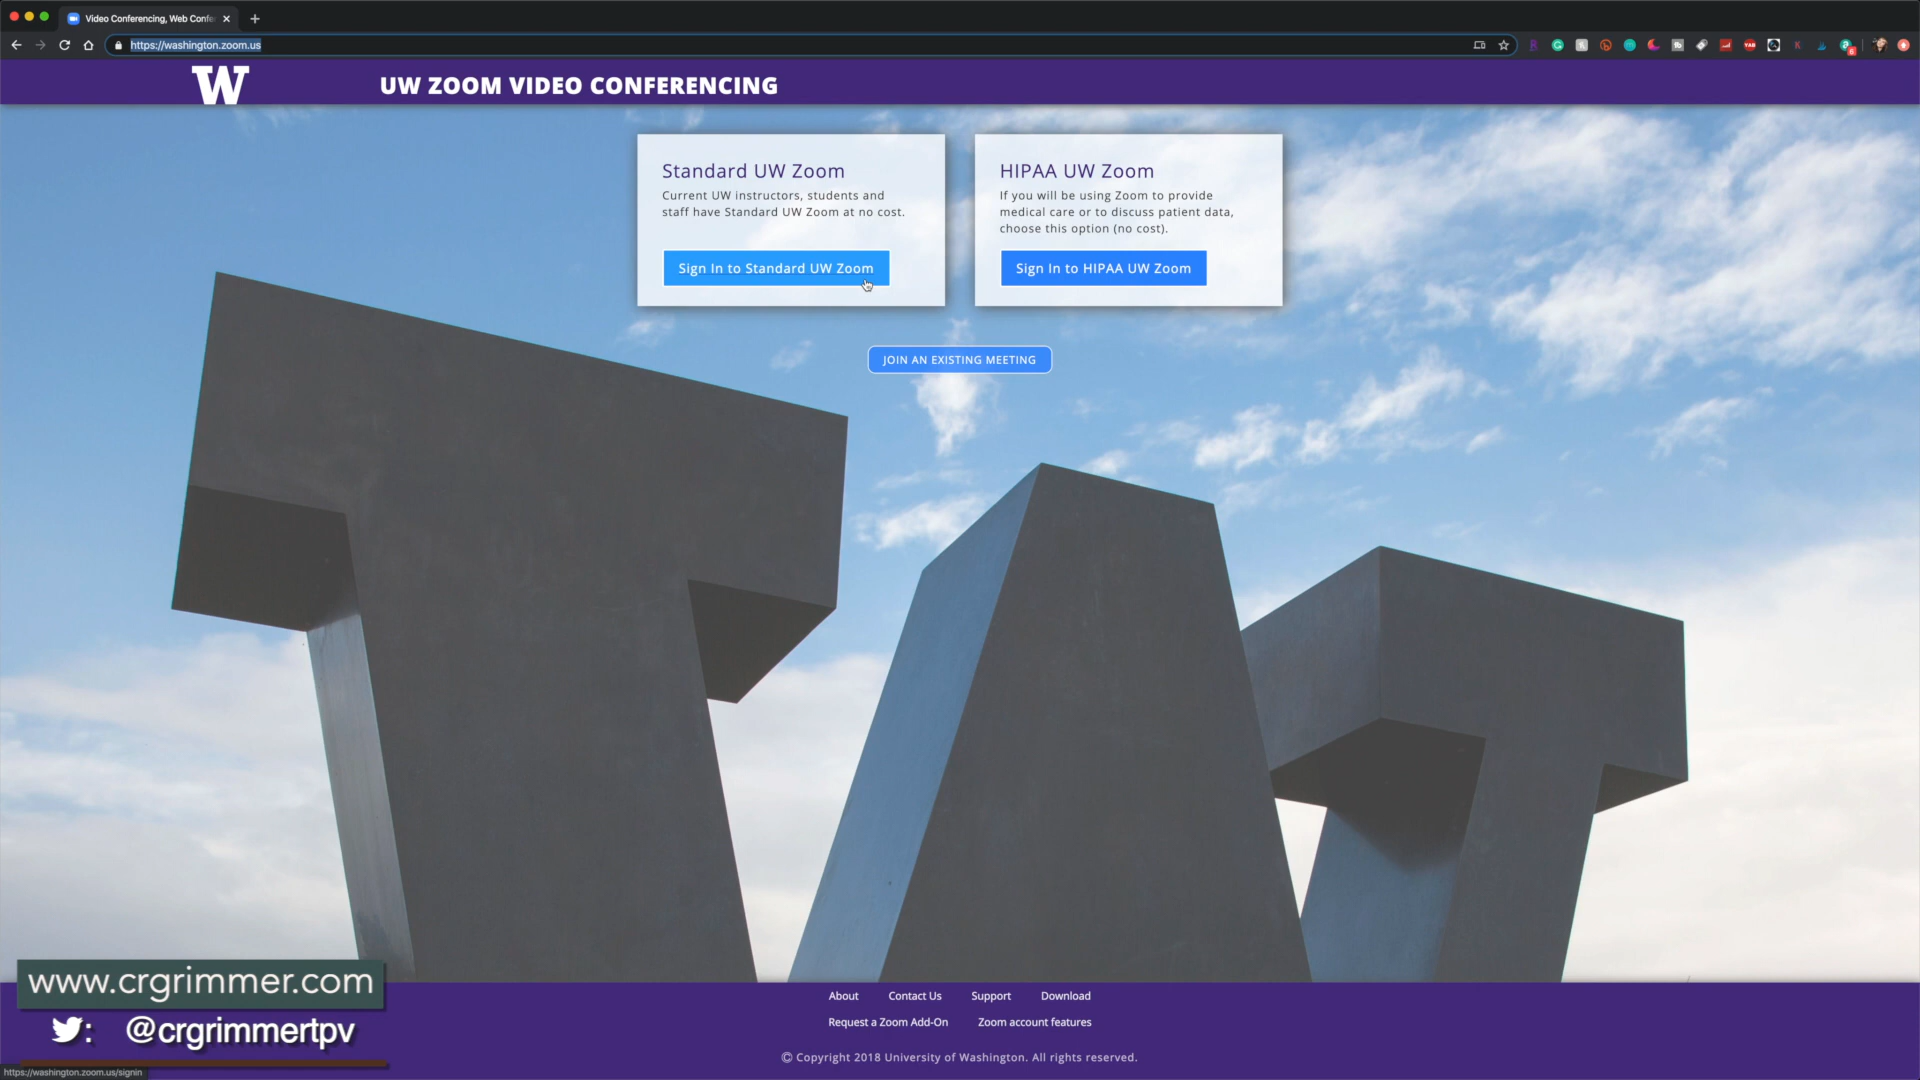 Video Conferencing, Web Confe
https://washington.zoom.us
W
UW ZOOM VIDEO CONFERENCING
Standard UW Zoom
Current UW instructors, students and
staff have Standard UW Zoom at no cost.
Sign In to Standard UW Zoom
HIPAA UW Zoom
If you will be using Zoom to provide
medical care or to discuss patient data,
choose this option (no cost).
Sign In to HIPAA UW Zoom
JOIN AN EXISTING MEETING
www.crgrimmer.com
: @crgrimmertpv
About Contact Us Support Download
Request a Zoom Add-On Zoom account features
© Copyright 2018 University of Washington. All rights reserved.
https://washington.zoom.us/signin